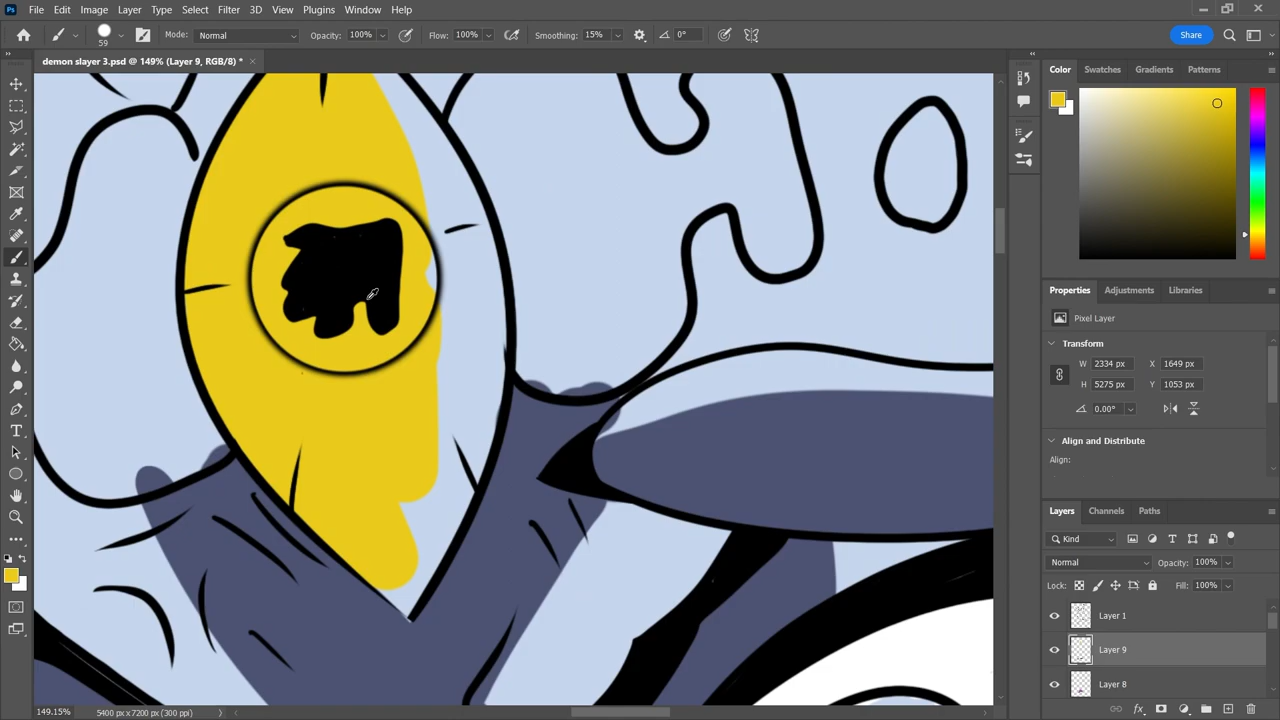 Ps File Edit Image Layer Type Select Filter 3D View Plugins Window Help
59 Mode: Normal Opacity: 100% Flow: 100% Smoothing: 15% 0° Share
demon slayer 3.psd @ 149% (Layer 9, RGB/8) *
Color Swatches Gradients Patterns
Properties Adjustments Libraries
Pixel Layer
Transform
W 2334 px X 1649 px
H 5275 px Y 1053 px
0.00°
Align and Distribute
Align:
Layers Channels Paths
Kind
Normal Opacity: 100%
Lock: Fill: 100%
Layer 1
Layer 9
Layer 8
149.15% 5400 px x 7200 px (300 ppi)